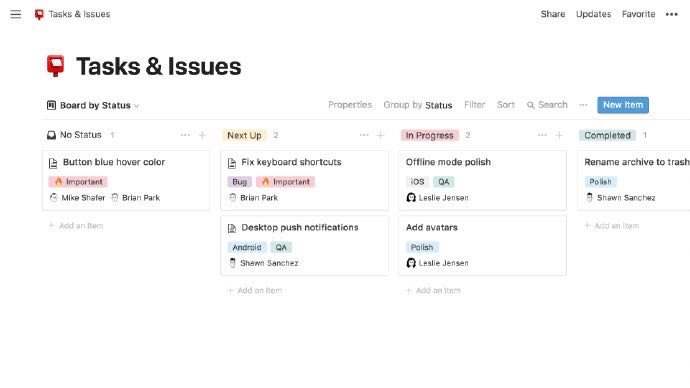 Tasks & Issues
Share Updates Favorite •••
Tasks & Issues
Board by Status
Properties Group by Status Filter Sort Search ••• New Item
No Status 1
Button blue hover color
Important
Mike Shafer Brian Park
+ Add an Item
Next Up 2
Fix keyboard shortcuts
Bug Important
Brian Park
Desktop push notifications
Android QA
Shawn Sanchez
+ Add an Item
In Progress 2
Offline mode polish
iOS QA
Leslie Jensen
Add avatars
Polish
Leslie Jensen
+ Add an Item
Completed 1
Rename archive to trash
Polish
Shawn Sanchez
+ Add an Item